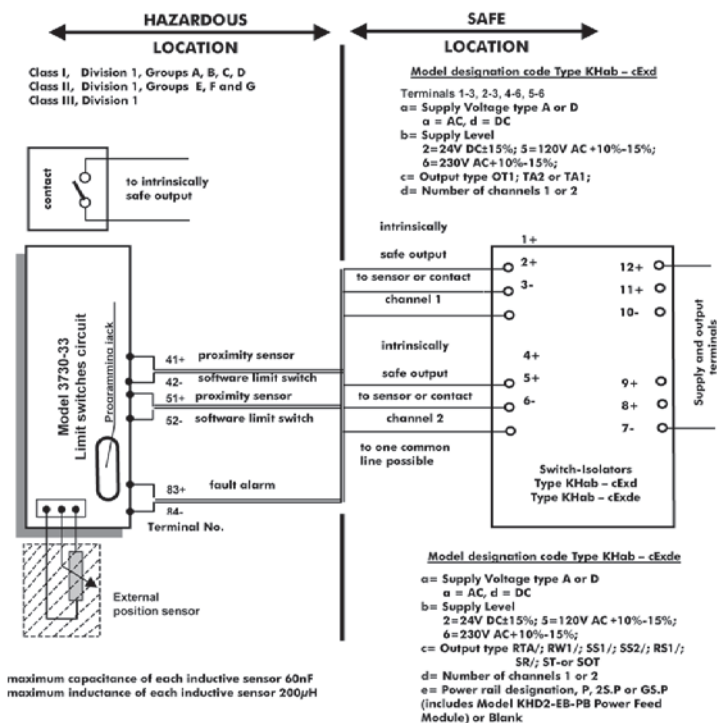 HAZARDOUS
LOCATION
SAFE
LOCATION
Class I, Division 1, Groups A, B, C, D
Class II, Division 1, Groups E, F and G
Class III, Division 1
Model designation code Type KHab – cExd
Terminals 1-3, 2-3, 4-6, 5-6
a= Supply Voltage type A or D
a = AC, d = DC
b= Supply Level
2=24V DC±15%; 5=120V AC +10%-15%;
6=230V AC+10%-15%;
c= Output type OT1; TA2 or TA1;
d= Number of channels 1 or 2
contact
to intrinsically
safe output
Model 3730-33
Limit switches circuit
Programming jack
41+ proximity sensor
42- software limit switch
51+ proximity sensor
52- software limit switch
83+ fault alarm
84-
Terminal No.
External
position sensor
intrinsically
safe output
to sensor or contact
channel 1
intrinsically
safe output
to sensor or contact
channel 2
to one common
line possible
1+
2+
3-
4+
5+
6-
12+
11+
10-
9+
8+
7-
Switch-Isolators
Type KHab – cExd
Type KHab – cExde
Supply and output
terminals
Model designation code Type KHab – cExde
a= Supply Voltage type A or D
a = AC, d = DC
b= Supply Level
2=24V DC±15%; 5=120V AC +10%-15%;
6=230V AC+10%-15%;
c= Output type RTA/; RW1/; SS1/; SS2/; RS1/;
SR/; ST-or SOT
d= Number of channels 1 or 2
e= Power rail designation, P, 2S.P or GS.P
(includes Model KHD2-EB-PB Power Feed
Module) or Blank
maximum capacitance of each inductive sensor 60nF
maximum inductance of each inductive sensor 200µH